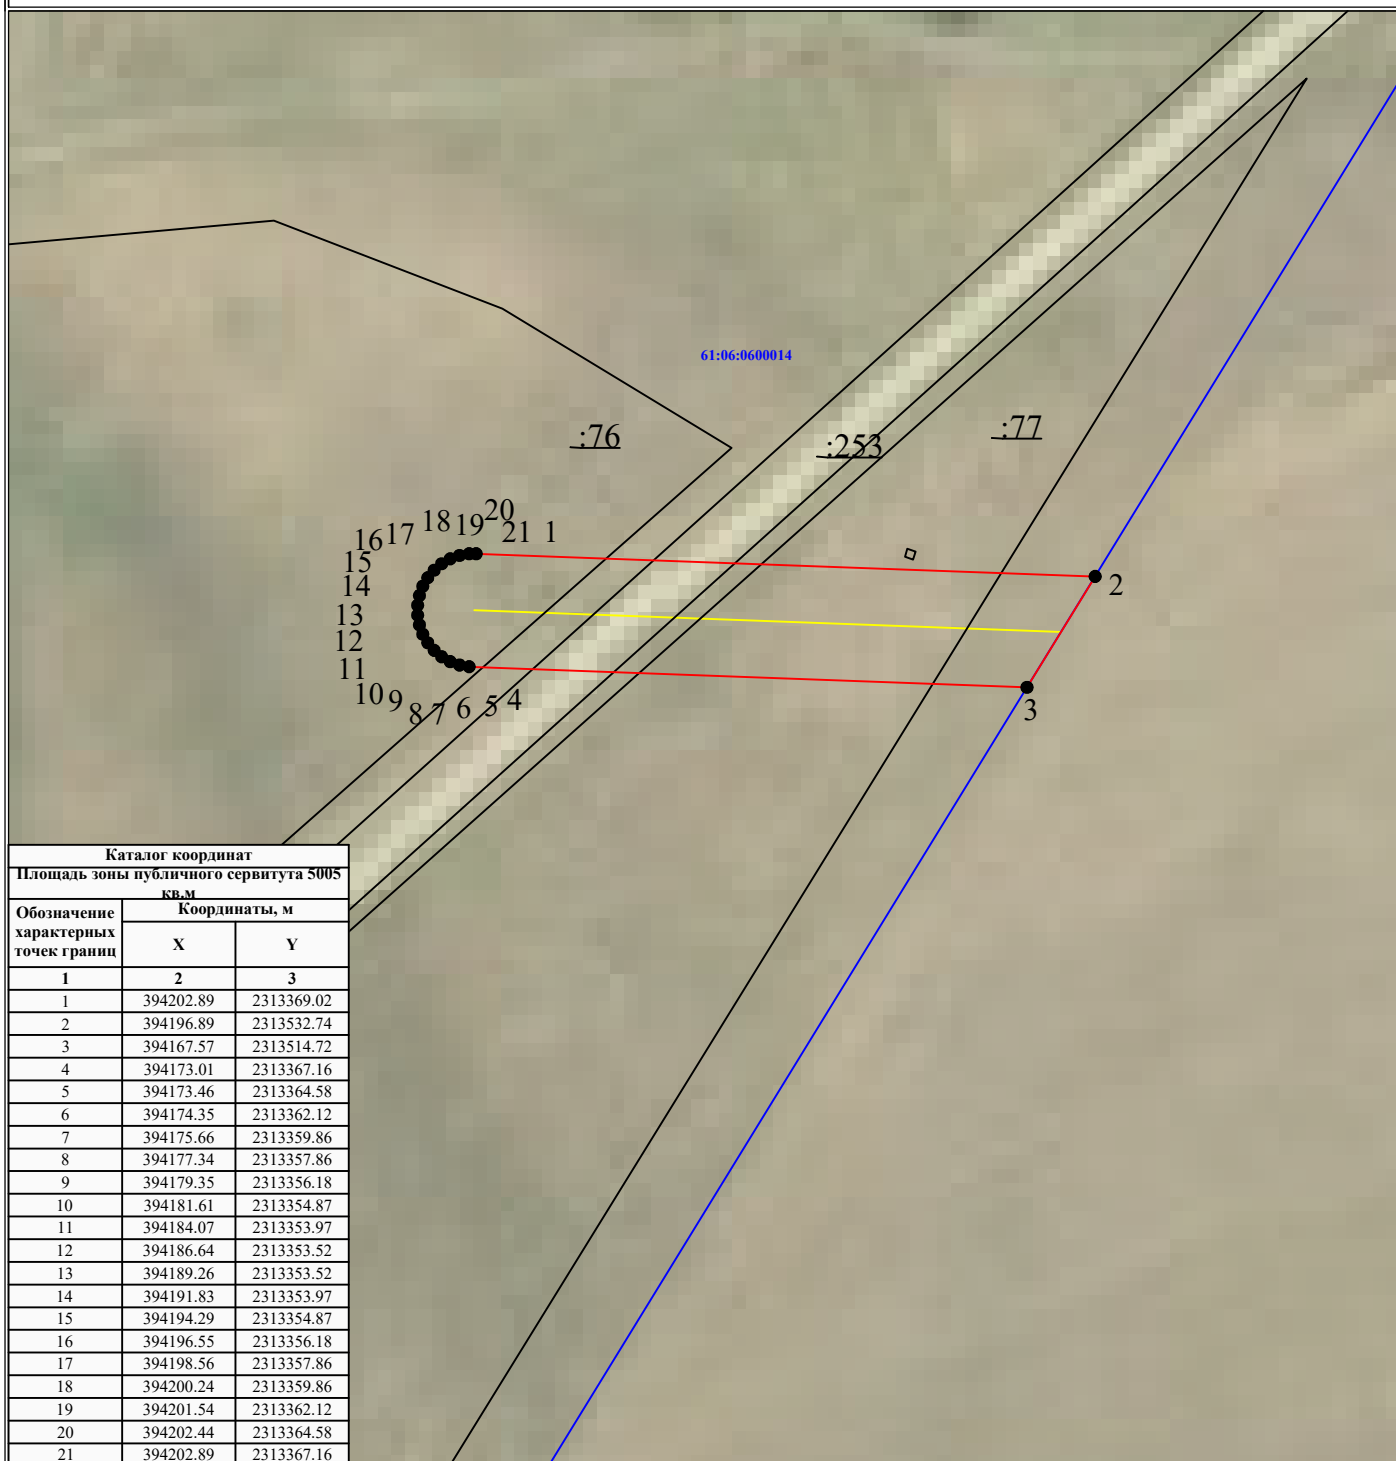 61:06:0600014
:76
:253
:77
20
18
19
21
1
17
16
15
14
13
12
11
10
9
8
7
6
5
4
2
3
Каталог координат
Площадь зоны публичного сервитута 5005
кв.м
Обозначение
характерных
точек границ
Координаты, м
X Y
1 2 3
1 394202.89 2313369.02
2 394196.89 2313532.74
3 394167.57 2313514.72
4 394173.01 2313367.16
5 394173.46 2313364.58
6 394174.35 2313362.12
7 394175.66 2313359.86
8 394177.34 2313357.86
9 394179.35 2313356.18
10 394181.61 2313354.87
11 394184.07 2313353.97
12 394186.64 2313353.52
13 394189.26 2313353.52
14 394191.83 2313353.97
15 394194.29 2313354.87
16 394196.55 2313356.18
17 394198.56 2313357.86
18 394200.24 2313359.86
19 394201.54 2313362.12
20 394202.44 2313364.58
21 394202.89 2313367.16